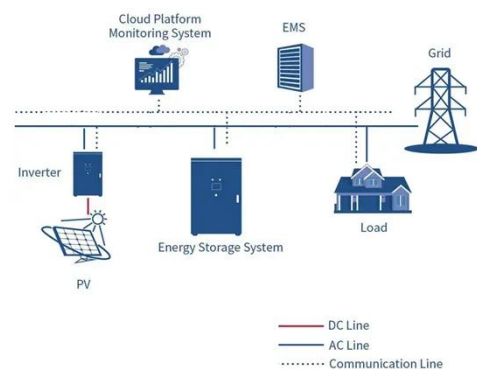 Cloud Platform
Monitoring System
EMS
Grid
Inverter
Energy Storage System
Load
PV
DC Line
AC Line
Communication Line